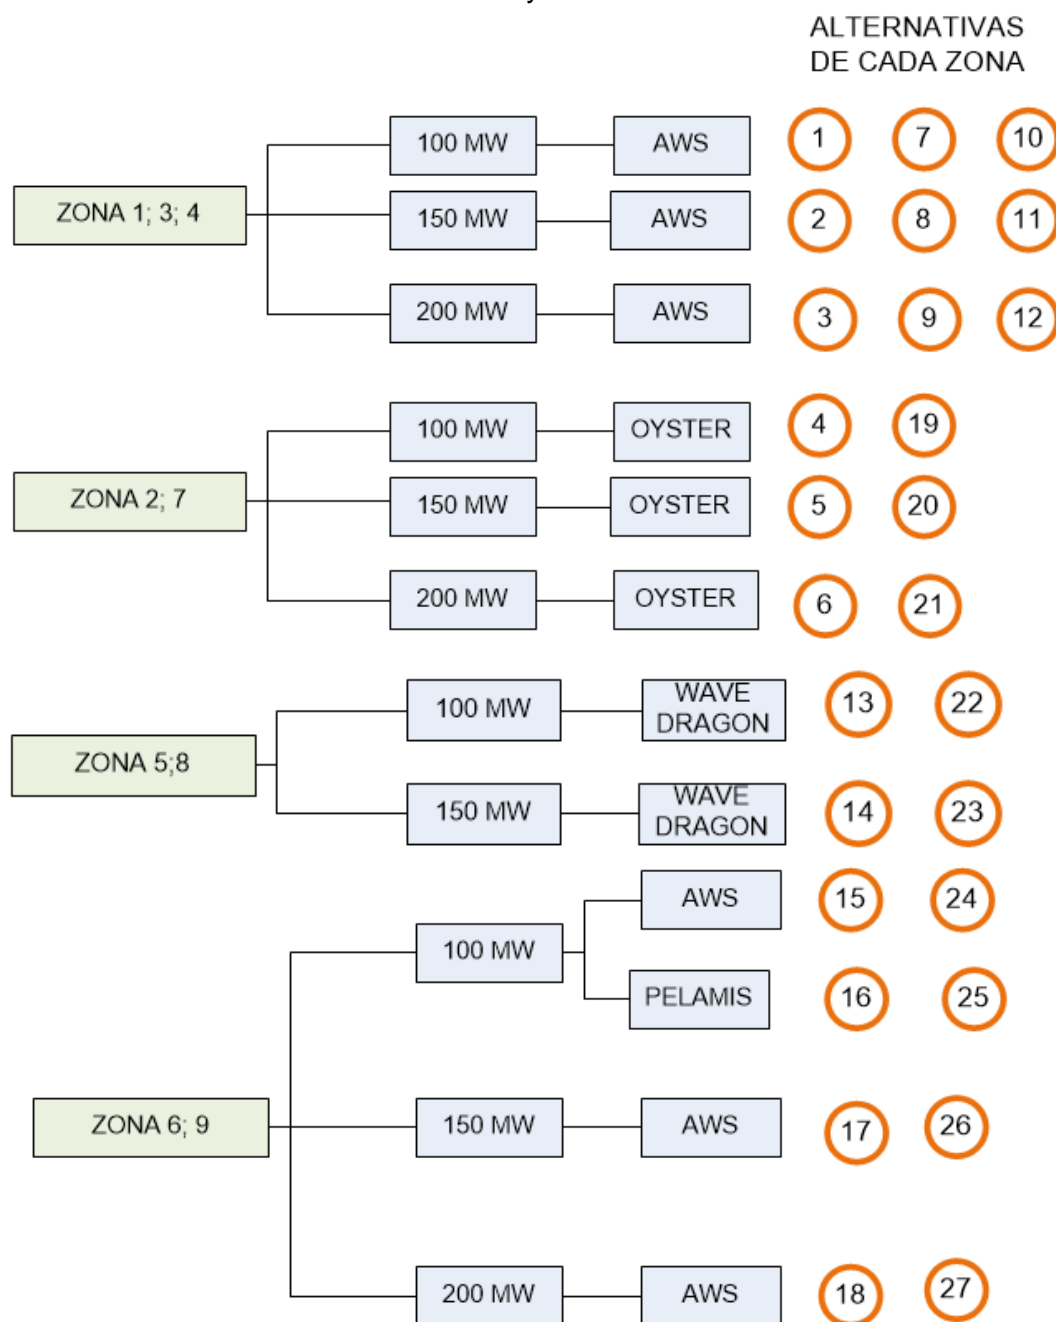 ALTERNATIVAS
DE CADA ZONA
100 MW AWS 1 7 10
ZONA 1; 3; 4
150 MW AWS 2 8 11
200 MW AWS 3 9 12
100 MW OYSTER 4 19
ZONA 2; 7
150 MW OYSTER 5 20
200 MW OYSTER 6 21
WAVE
DRAGON
100 MW 13 22
ZONA 5;8
WAVE
DRAGON
150 MW 14 23
AWS 15 24
100 MW
PELAMIS 16 25
ZONA 6; 9
150 MW AWS 17 26
200 MW AWS 18 27